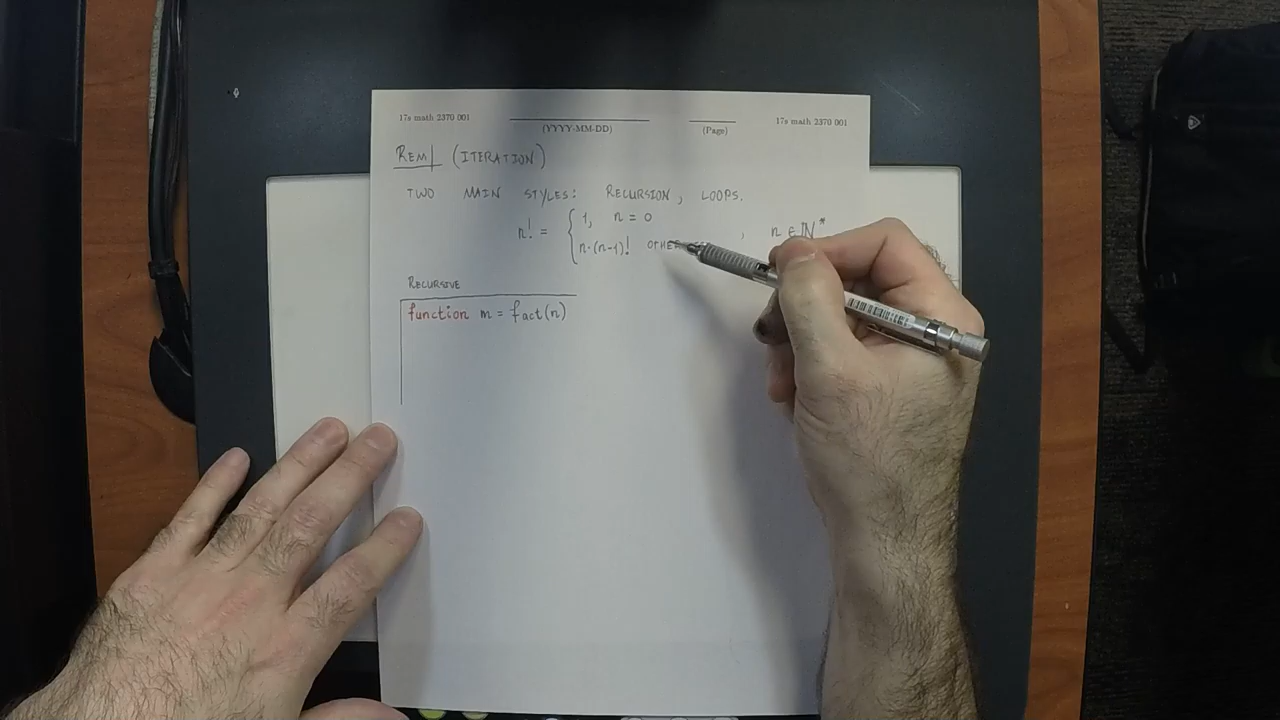 17s math 2370 001 (YYYY-MM-DD) (Page) 17s math 2370 001
REM| (ITERATION)
TWO MAIN STYLES: RECURSION, LOOPS.
n! = { 1, n = 0
n·(n-1)! , n ∈ ℕ*
RECURSIVE
function m = fact(n)